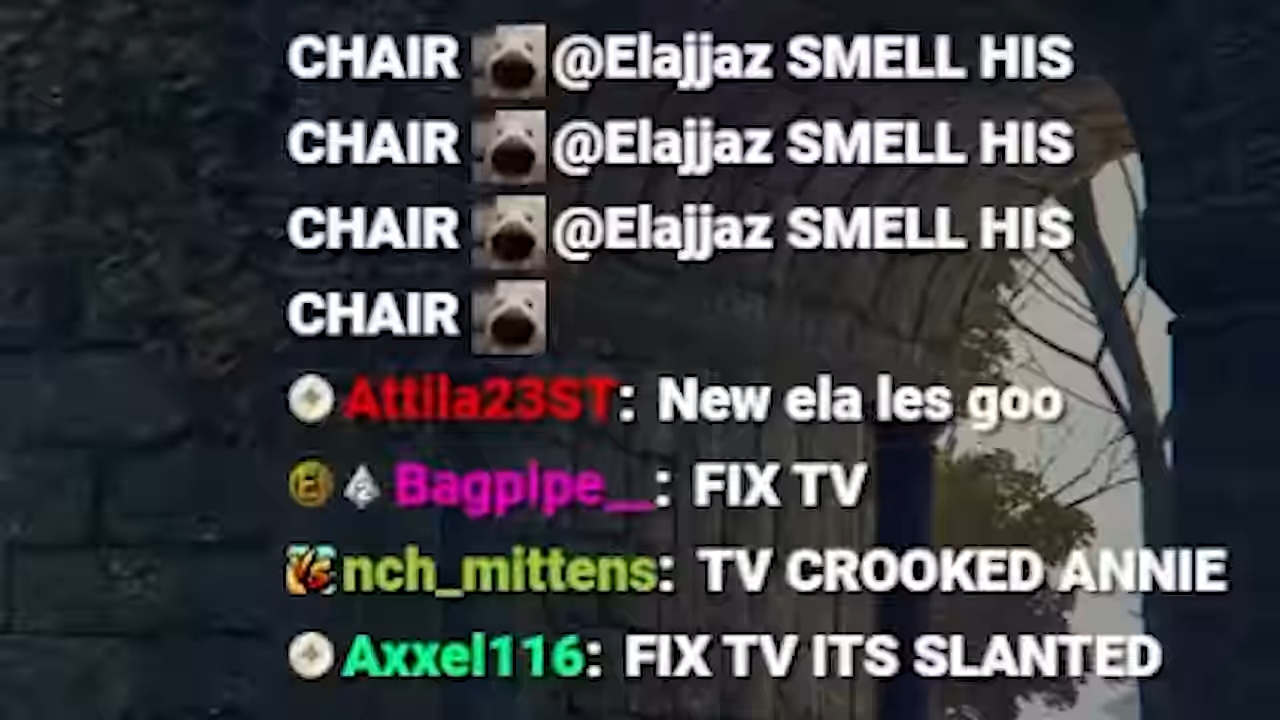 CHAIR @Elajjaz SMELL HIS
CHAIR @Elajjaz SMELL HIS
CHAIR @Elajjaz SMELL HIS
CHAIR
Attila23ST: New ela les goo
Bagpipe__: FIX TV
nch_mittens: TV CROOKED ANNIE
Axxel116: FIX TV ITS SLANTED